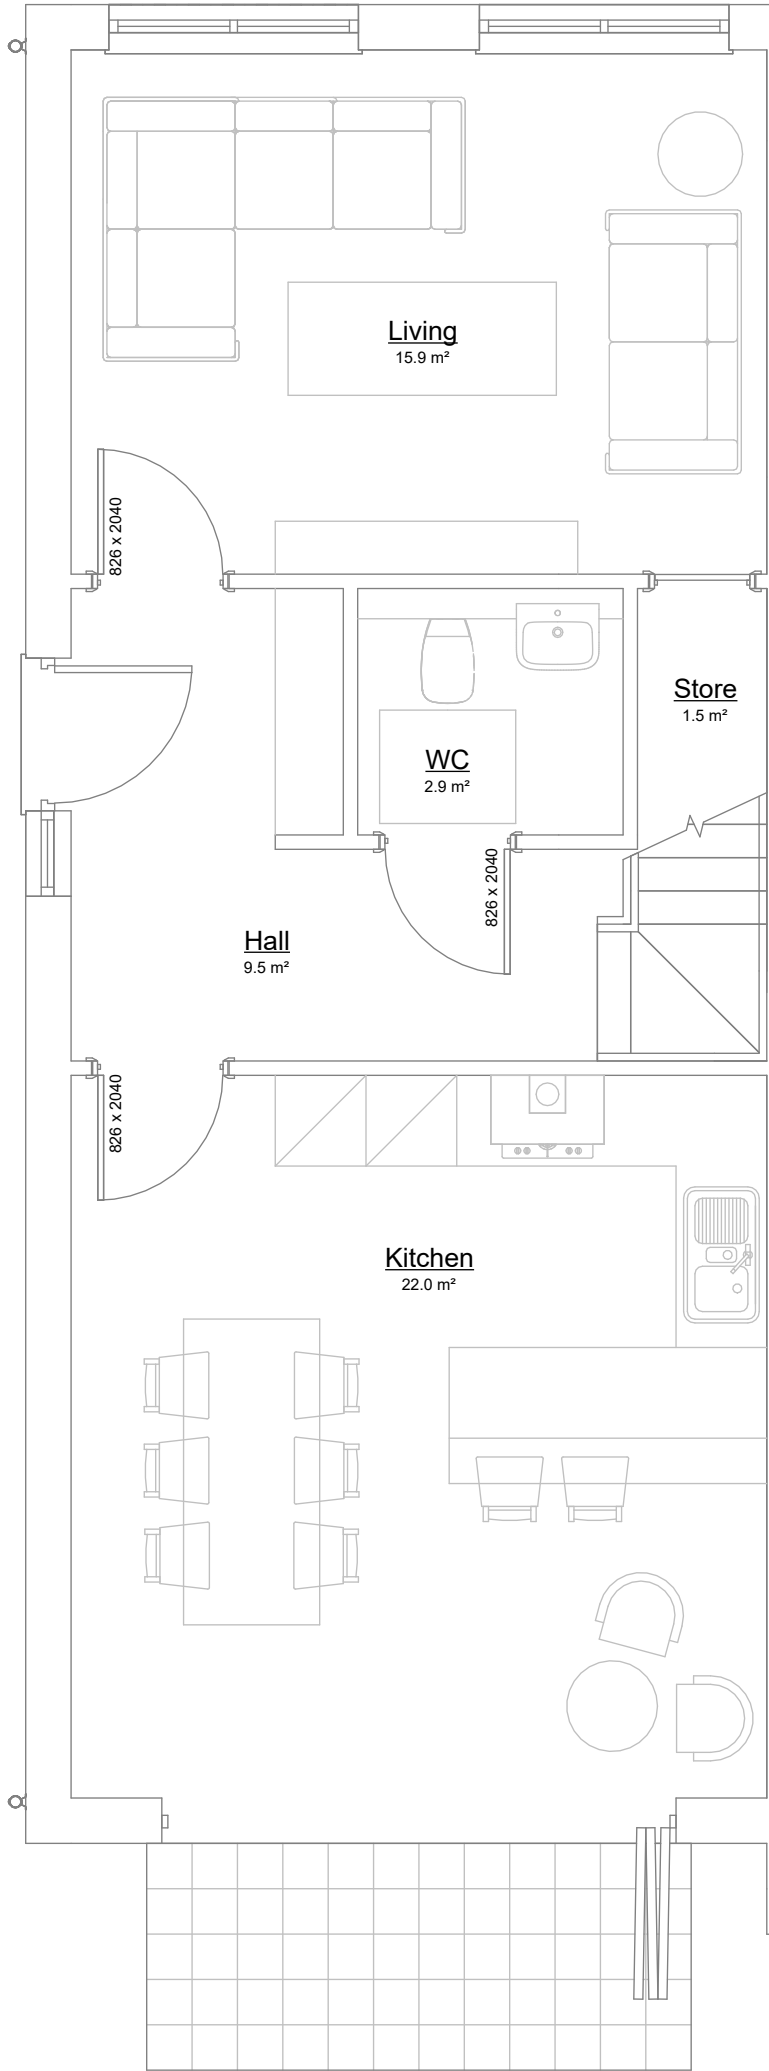 Living
15.9 m²
826 x 2040
Store
1.5 m²
WC
2.9 m²
826 x 2040
Hall
9.5 m²
826 x 2040
Kitchen
22.0 m²